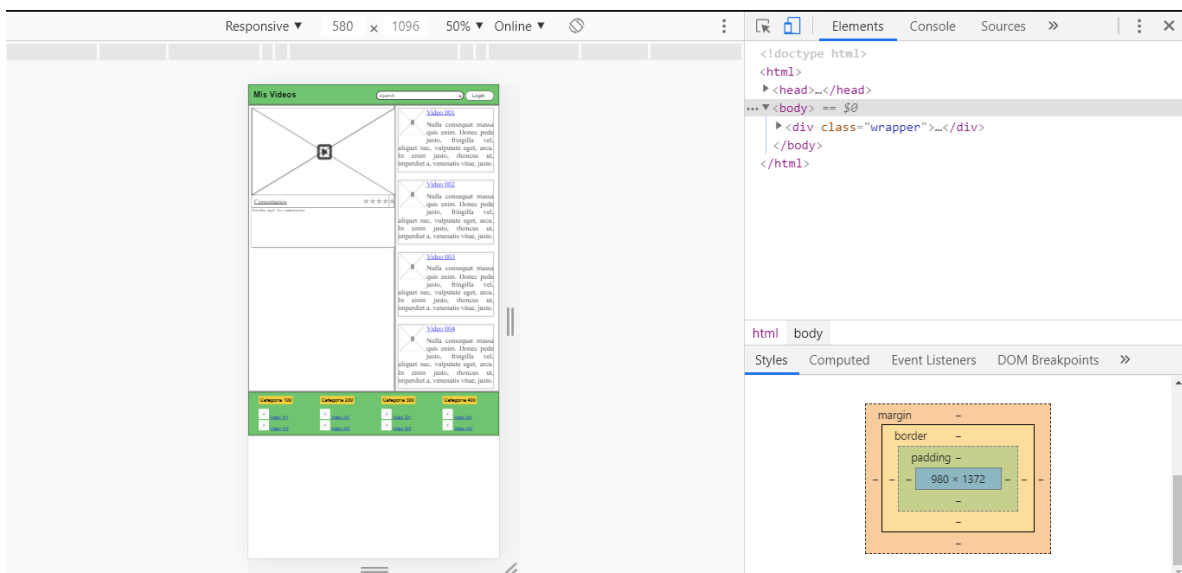 Responsive ▼ 580 × 1096 50% ▼ Online ▼
Elements Console Sources »
<!doctype html>
<html>
▶<head>…</head>
…▼<body> == $0
▶<div class="wrapper">…</div>
</body>
</html>
html body
Styles Computed Event Listeners DOM Breakpoints »
margin –
border –
padding –
– – – 980 × 1372 – – –
–
–
–
Mis Videos search Login
Video 001
Nulla consequat massa
quis enim. Donec pede
justo, fringilla vel,
aliquet nec, vulputate eget, arcu.
In enim justo, rhoncus ut,
imperdiet a, venenatis vitae, justo.
Comentarios ★★★★★
Video 002
Nulla consequat massa
quis enim. Donec pede
justo, fringilla vel,
aliquet nec, vulputate eget, arcu.
In enim justo, rhoncus ut,
imperdiet a, venenatis vitae, justo.
Video 003
Nulla consequat massa
quis enim. Donec pede
justo, fringilla vel,
aliquet nec, vulputate eget, arcu.
In enim justo, rhoncus ut,
imperdiet a, venenatis vitae, justo.
Video 004
Nulla consequat massa
quis enim. Donec pede
justo, fringilla vel,
aliquet nec, vulputate eget, arcu.
In enim justo, rhoncus ut,
imperdiet a, venenatis vitae, justo.
Categoria 100 Categoria 200 Categoria 300 Categoria 400